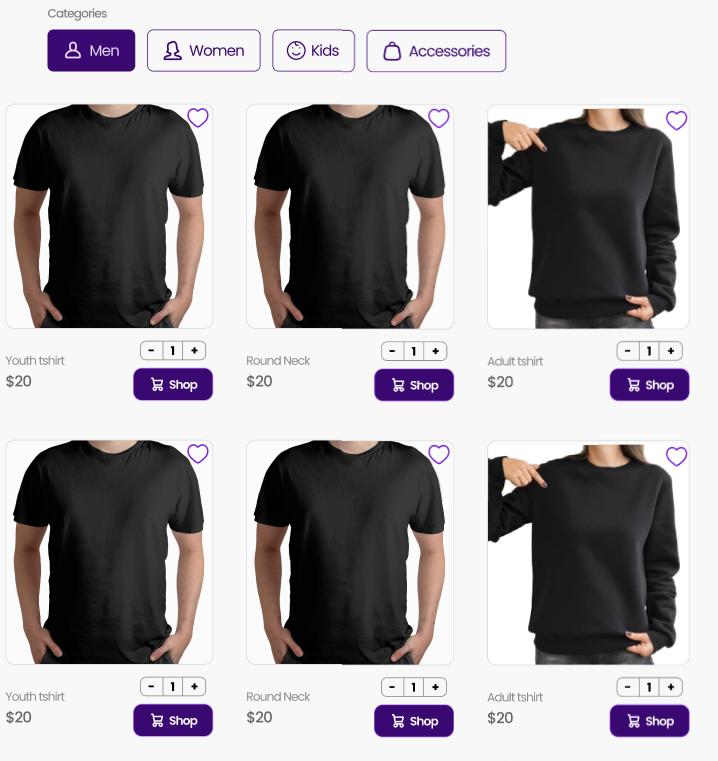 Categories
Men Women Kids Accessories
- 1 + - 1 + - 1 +
Youth tshirt Round Neck Adult tshirt
$20 Shop $20 Shop $20 Shop
- 1 + - 1 + - 1 +
Youth tshirt Round Neck Adult tshirt
$20 Shop $20 Shop $20 Shop